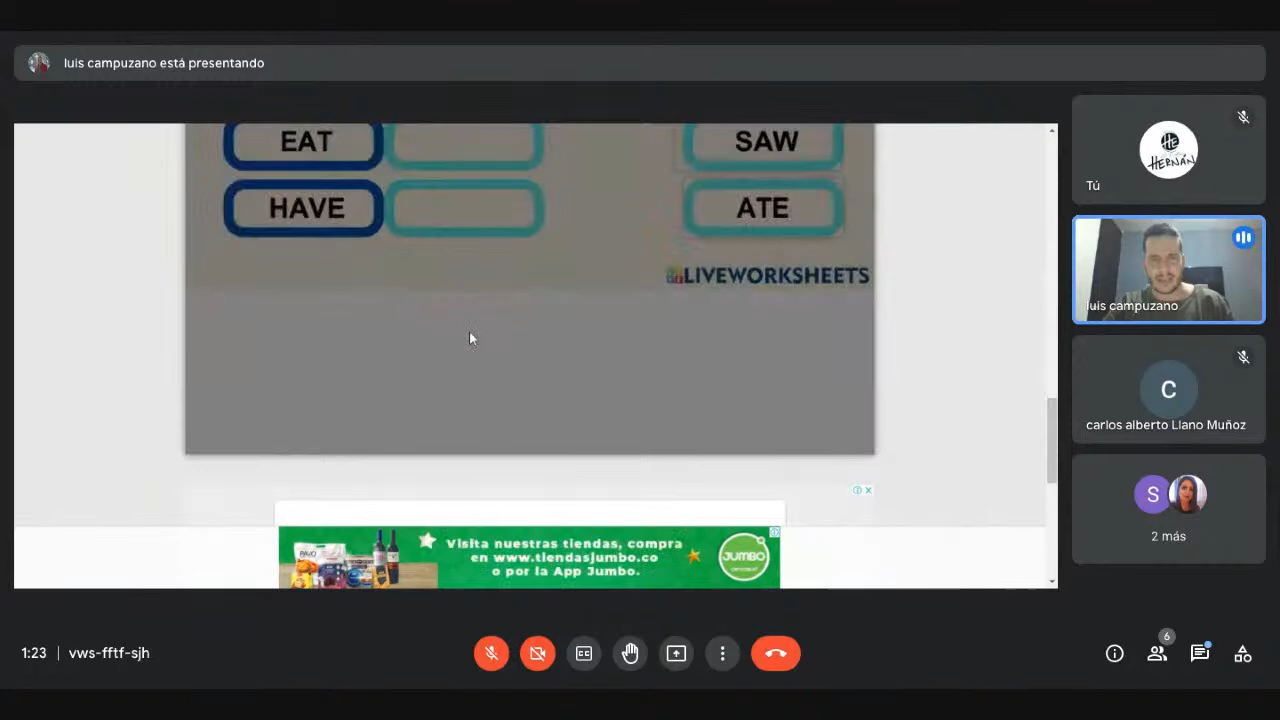 luis campuzano está presentando
EAT
SAW
HAVE
ATE
LIVEWORKSHEETS
Visita nuestras tiendas, compra
en www.tiendasjumbo.co
o por la App Jumbo.
JUMBO
HERNÁN
Tú
luis campuzano
C
carlos alberto Llano Muñoz
S
2 más
1:23 | vws-fftf-sjh
6